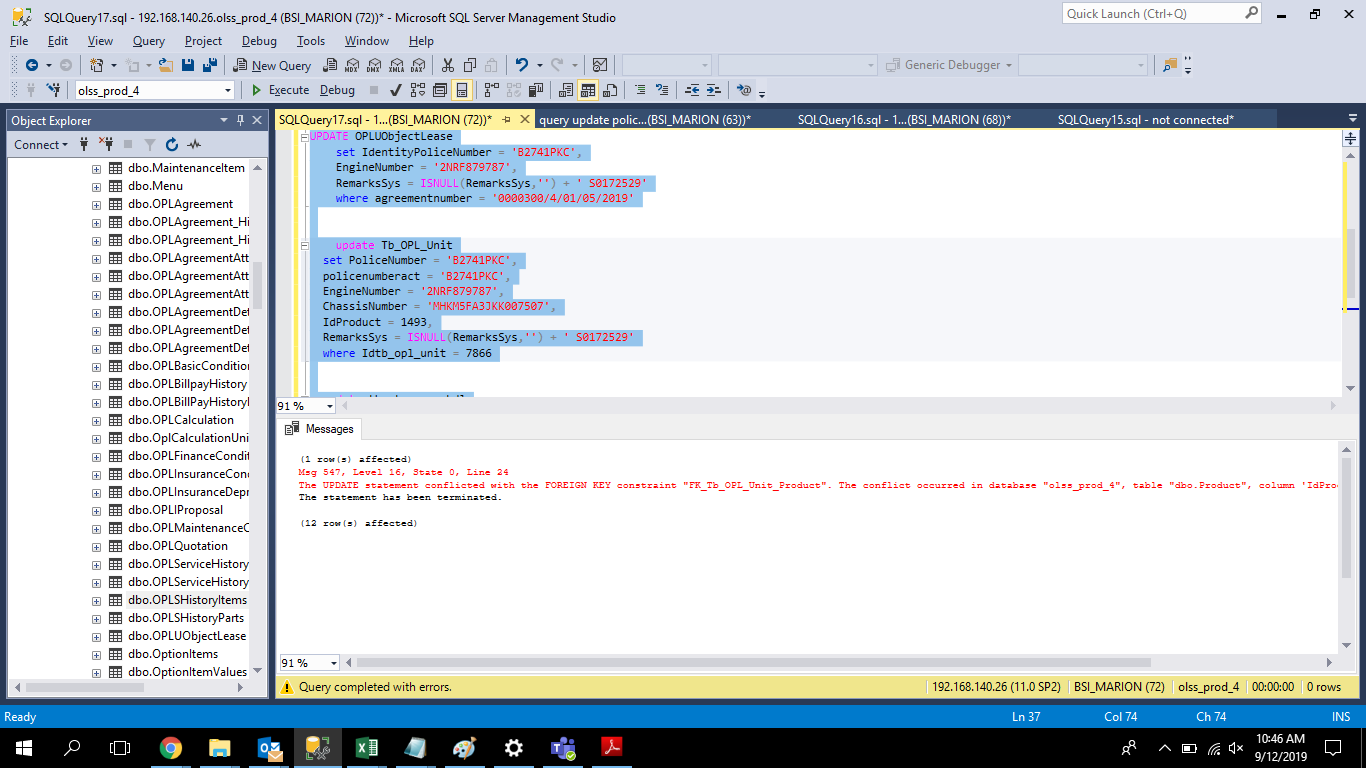 SQLQuery17.sql - 192.168.140.26.olss_prod_4 (BSI_MARION (72))* - Microsoft SQL Server Management Studio
Quick Launch (Ctrl+Q)
File Edit View Query Project Debug Tools Window Help
New Query MDX DMX XMLA DAX Generic Debugger
olss_prod_4 Execute Debug
Object Explorer
Connect
dbo.MaintenanceItem
dbo.Menu
dbo.OPLAgreement
dbo.OPLAgreement_Hi
dbo.OPLAgreement_Hi
dbo.OPLAgreementAtt
dbo.OPLAgreementAtt
dbo.OPLAgreementAtt
dbo.OPLAgreementDet
dbo.OPLAgreementDet
dbo.OPLAgreementDet
dbo.OPLBasicCondition
dbo.OPLBillpayHistory
dbo.OPLBillPayHistory
dbo.OPLCalculation
dbo.OplCalculationUni
dbo.OPLFinanceCondit
dbo.OPLInsuranceCon
dbo.OPLInsuranceDepr
dbo.OPLIProposal
dbo.OPLMaintenanceC
dbo.OPLQuotation
dbo.OPLServiceHistory
dbo.OPLServiceHistory
dbo.OPLSHistoryItems
dbo.OPLSHistoryParts
dbo.OPLUObjectLease
dbo.OptionItems
dbo.OptionItemValues
SQLQuery17.sql - 1...(BSI_MARION (72))* query update polic...(BSI_MARION (63))* SQLQuery16.sql - 1...(BSI_MARION (68))* SQLQuery15.sql - not connected*
UPDATE OPLUObjectLease
set IdentityPoliceNumber = 'B2741PKC',
EngineNumber = '2NRF879787',
RemarksSys = ISNULL(RemarksSys,'') + ' S0172529'
where agreementnumber = '0000300/4/01/05/2019'
update Tb_OPL_Unit
set PoliceNumber = 'B2741PKC',
policenumberact = 'B2741PKC',
EngineNumber = '2NRF879787',
ChassisNumber = 'MHKM5FA3JKK007507',
IdProduct = 1493,
RemarksSys = ISNULL(RemarksSys,'') + ' S0172529'
where Idtb_opl_unit = 7866
91 %
Messages
(1 row(s) affected)
Msg 547, Level 16, State 0, Line 24
The UPDATE statement conflicted with the FOREIGN KEY constraint "FK_Tb_OPL_Unit_Product". The conflict occurred in database "olss_prod_4", table "dbo.Product", column 'IdPro
The statement has been terminated.
(12 row(s) affected)
91 %
Query completed with errors. 192.168.140.26 (11.0 SP2) BSI_MARION (72) olss_prod_4 00:00:00 0 rows
Ready Ln 37 Col 74 Ch 74 INS
10:46 AM
9/12/2019